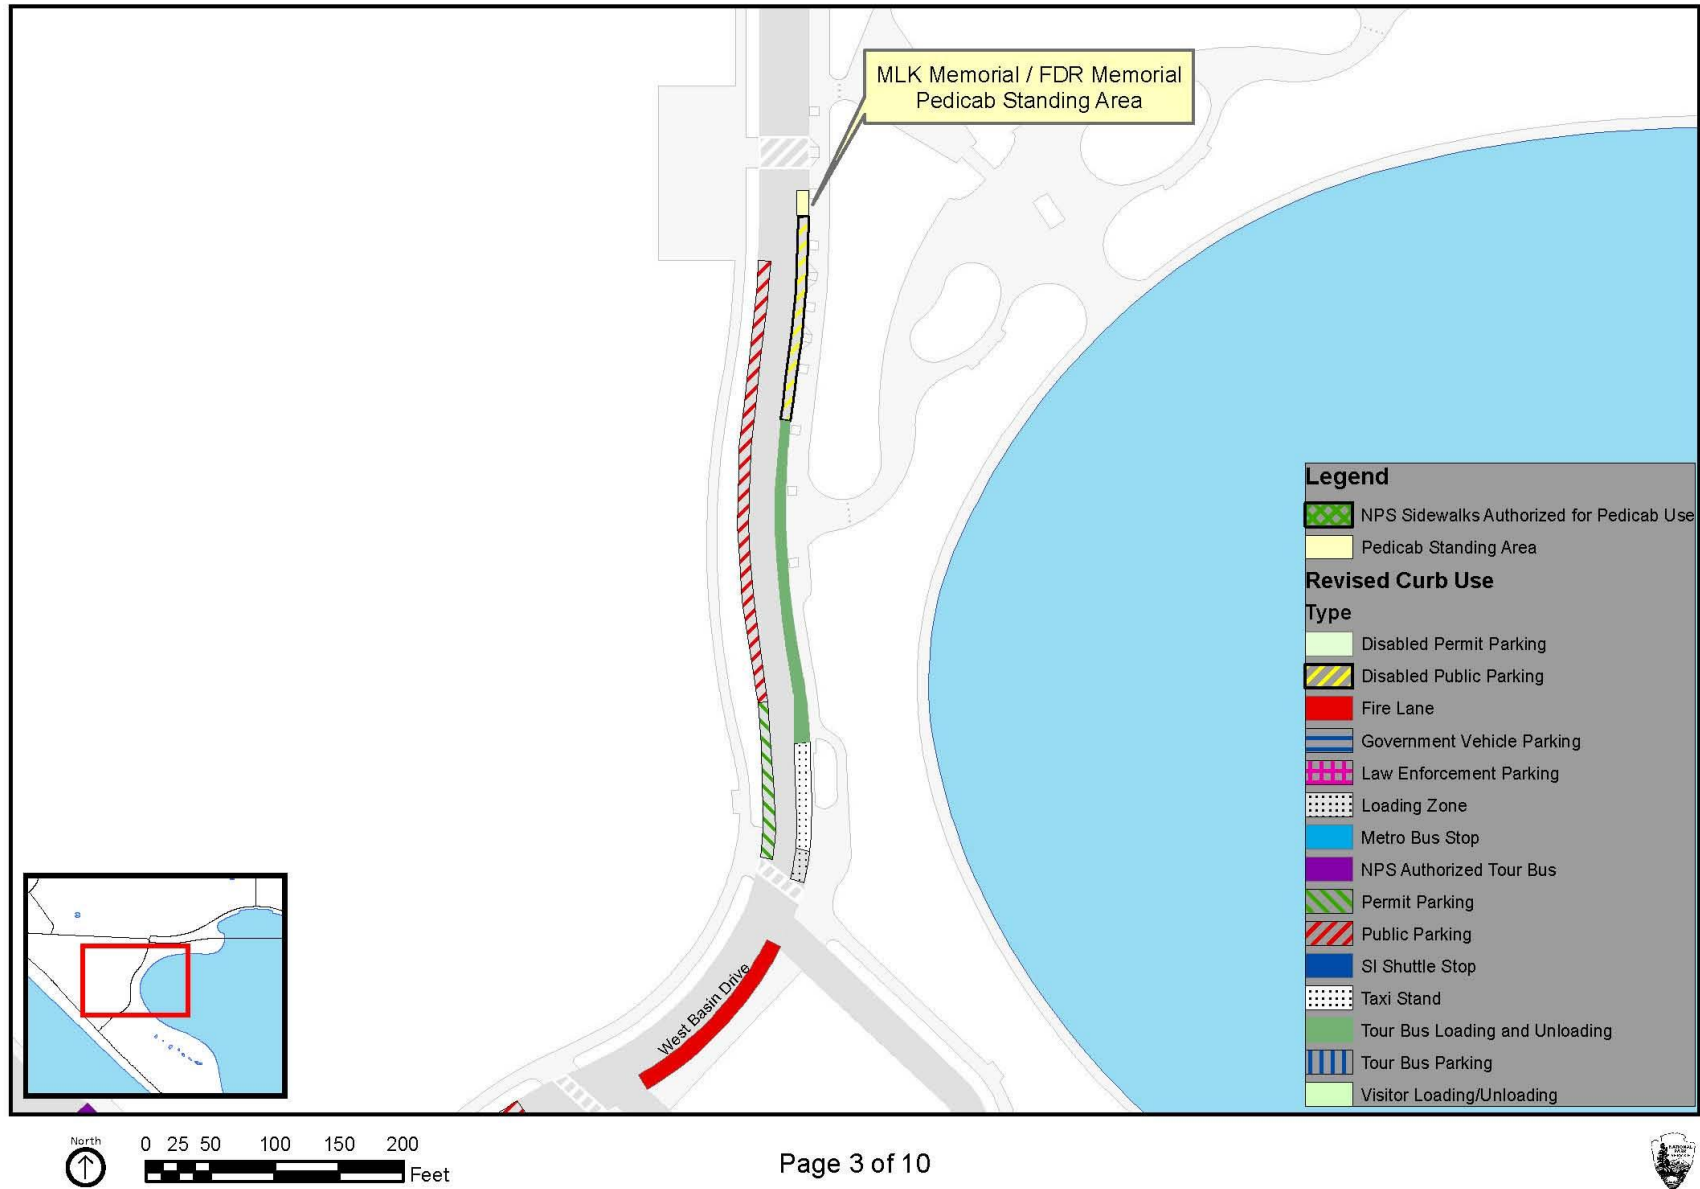 MLK Memorial / FDR Memorial
Pedicab Standing Area
Legend
NPS Sidewalks Authorized for Pedicab Use
Pedicab Standing Area
Revised Curb Use
Type
Disabled Permit Parking
Disabled Public Parking
Fire Lane
Government Vehicle Parking
Law Enforcement Parking
Loading Zone
Metro Bus Stop
NPS Authorized Tour Bus
Permit Parking
Public Parking
SI Shuttle Stop
Taxi Stand
Tour Bus Loading and Unloading
Tour Bus Parking
Visitor Loading/Unloading
West Basin Drive
North
0 25 50 100 150 200
Feet
Page 3 of 10
NATIONAL
PARK
SERVICE